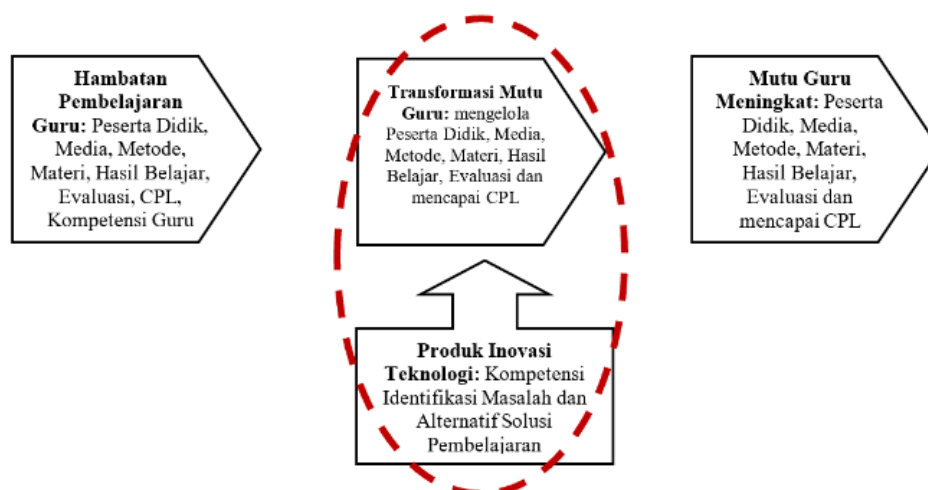 Hambatan
Pembelajaran
Guru: Peserta Didik,
Media, Metode,
Materi, Hasil Belajar,
Evaluasi, CPL,
Kompetensi Guru
Transformasi Mutu
Guru: mengelola
Peserta Didik, Media,
Metode, Materi, Hasil
Belajar, Evaluasi dan
mencapai CPL
Mutu Guru
Meningkat: Peserta
Didik, Media,
Metode, Materi,
Hasil Belajar,
Evaluasi dan
mencapai CPL
Produk Inovasi
Teknologi: Kompetensi
Identifikasi Masalah dan
Alternatif Solusi
Pembelajaran